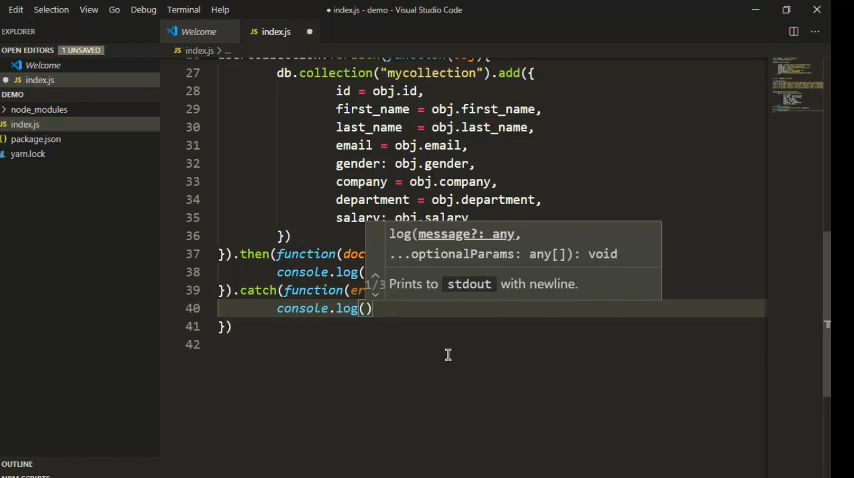 File Selection View Go Debug Terminal Help
● index.js - demo - Visual Studio Code
EXPLORER
Welcome
index.js
OPEN EDITORS 1 UNSAVED
index.js > ...
Welcome
index.js
DEMO
node_modules
index.js
package.json
yarn.lock
27 db.collection("mycollection").add({
28 id = obj.id,
29 first_name = obj.first_name,
30 last_name = obj.last_name,
31 email = obj.email,
32 gender: obj.gender,
33 company = obj.company,
34 department = obj.department,
35 salary: obj.salary
36 })
37 }).then(function(doc
38 console.log(
39 }).catch(function(er
40 console.log()
41 })
42
log(message?: any,
...optionalParams: any[]): void
1/3
Prints to stdout with newline.
OUTLINE